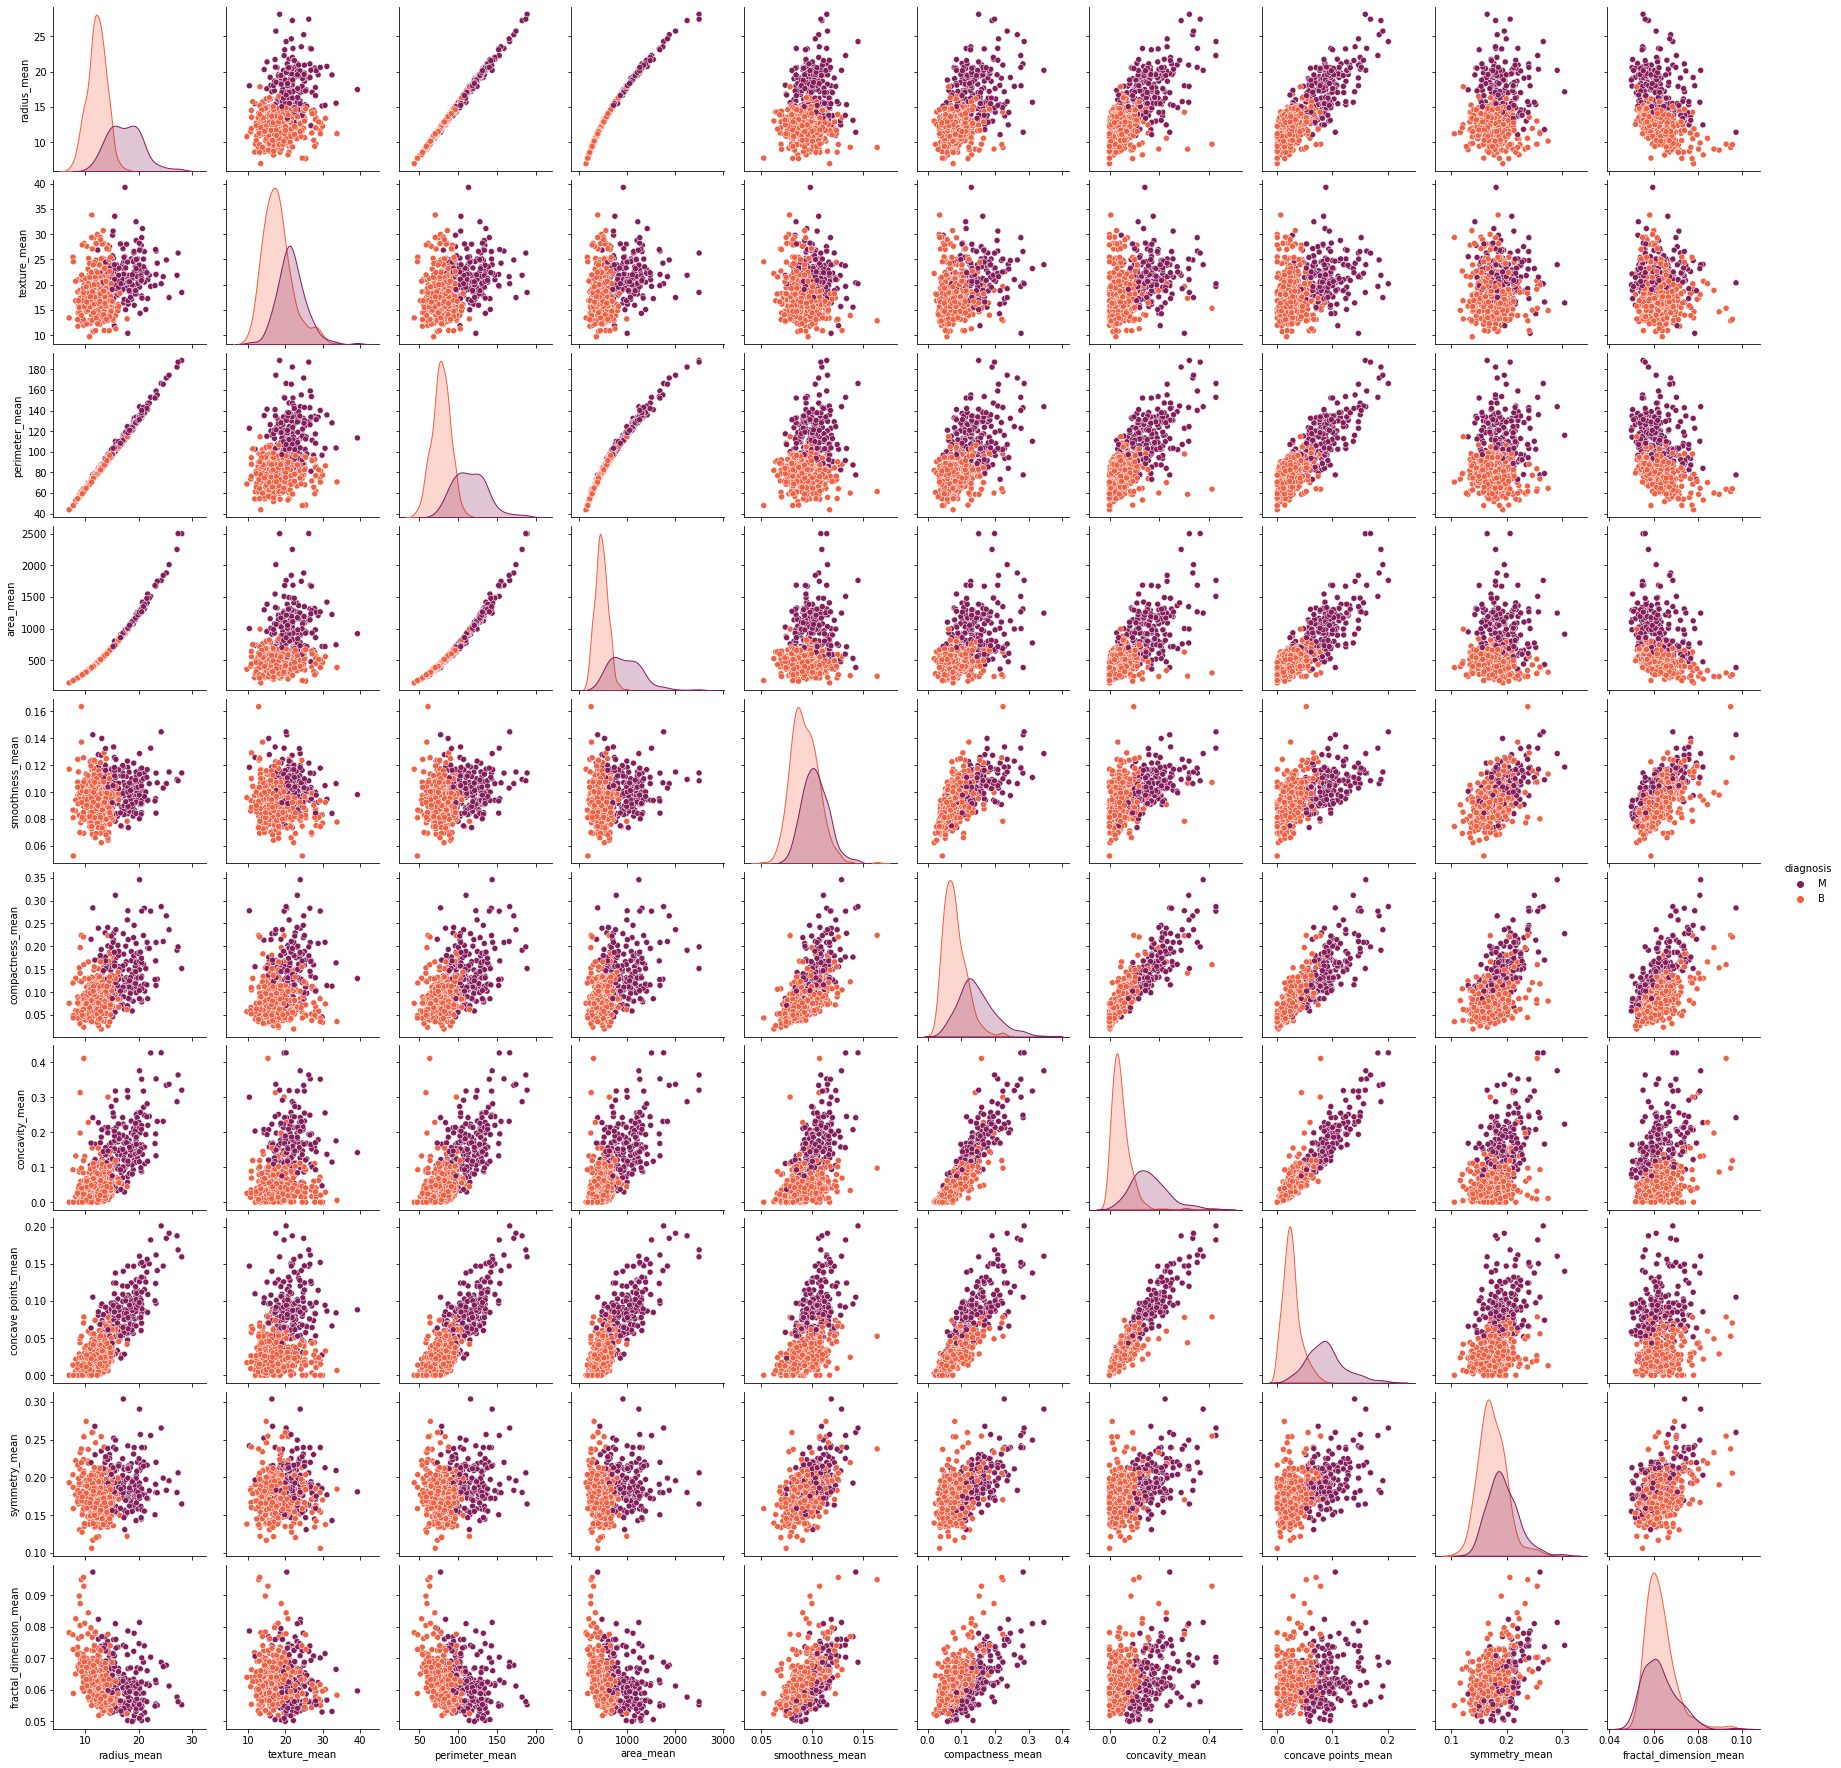 radius_mean
25
20
15
10
texture_mean
40
35
30
25
20
15
10
perimeter_mean
180
160
140
120
100
80
60
40
area_mean
2500
2000
1500
1000
500
smoothness_mean
0.16
0.14
0.12
0.10
0.08
0.06
compactness_mean
0.35
0.30
0.25
0.20
0.15
0.10
0.05
diagnosis
M
B
concavity_mean
0.4
0.3
0.2
0.1
0.0
concave points_mean
0.20
0.15
0.10
0.05
0.00
symmetry_mean
0.30
0.25
0.20
0.15
0.10
fractal_dimension_mean
0.09
0.08
0.07
0.06
0.05
10 20 30
10 20 30 40
50 100 150 200
0 1000 2000 3000
0.05 0.10 0.15
0.0 0.1 0.2 0.3 0.4
0.0 0.2 0.4
0.0 0.1 0.2
0.1 0.2 0.3
0.04 0.06 0.08 0.10
radius_mean
texture_mean
perimeter_mean
area_mean
smoothness_mean
compactness_mean
concavity_mean
concave points_mean
symmetry_mean
fractal_dimension_mean